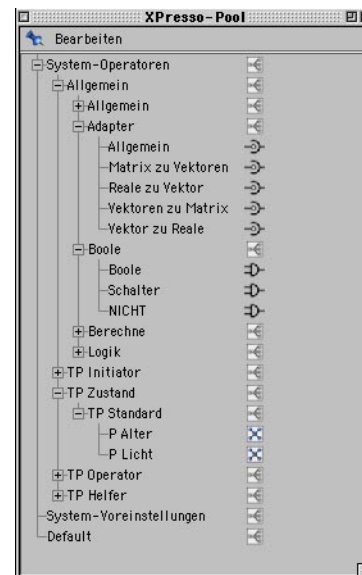 XPresso-Pool
Bearbeiten
System-Operatoren
Allgemein
Allgemein
Adapter
Allgemein
Matrix zu Vektoren
Reale zu Vektor
Vektoren zu Matrix
Vektor zu Reale
Boole
Boole
Schalter
NICHT
Berechne
Logik
TP Initiator
TP Zustand
TP Standard
P Alter
P Licht
TP Operator
TP Helfer
System-Voreinstellungen
Default